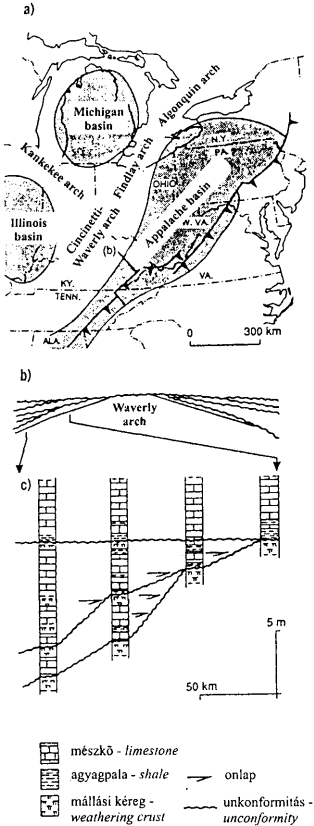 a)
Michigan
basin
Algonquin arch
Kankekee arch
Findlay arch
N.Y.
PA.
OHIO
Cincinetti-
Waverly arch
Appalache basin
Illinois
basin
W. VA.
(b)
KY.
VA.
TENN.
ALA.
0 300 km
b)
Waverly
arch
c)
5 m
50 km
mészkő - limestone
agyagpala - shale
onlap
mállási kéreg -
weathering crust
unkonformitás -
unconformity